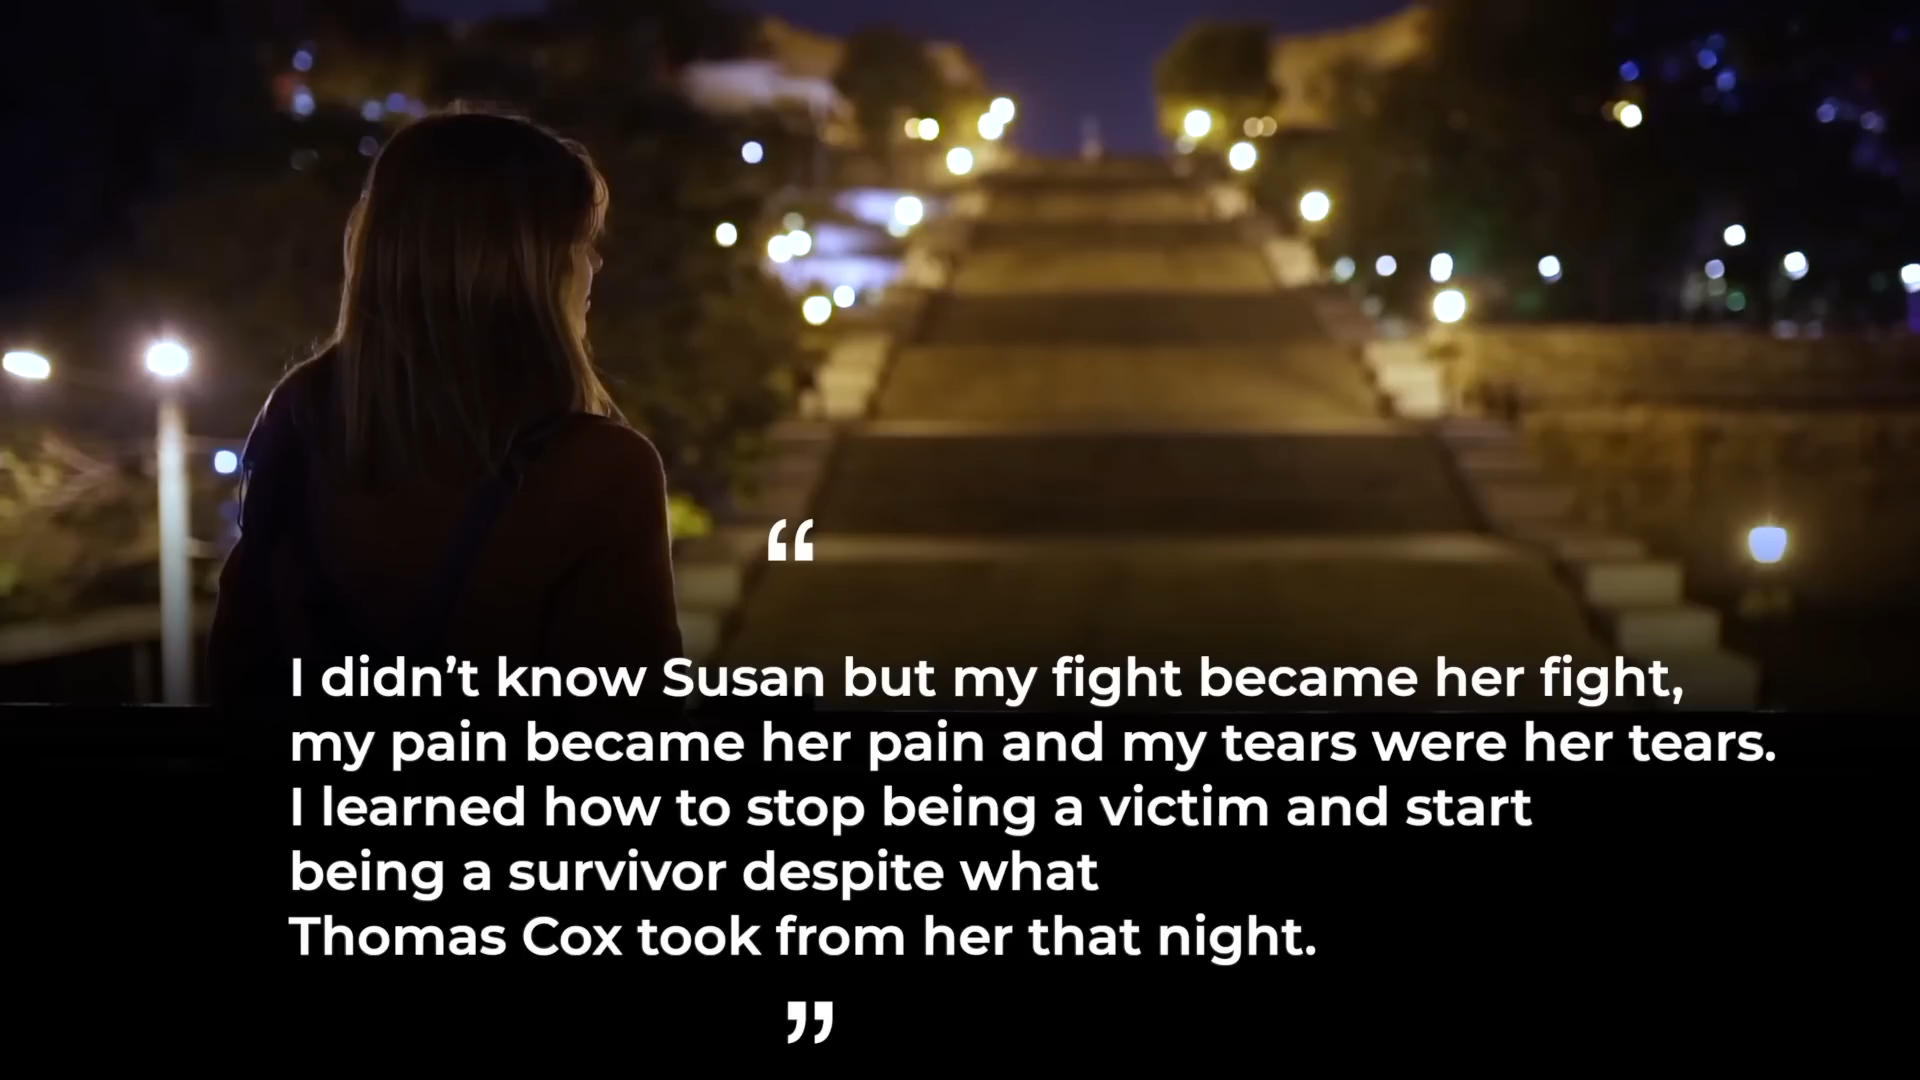 “
I didn’t know Susan but my fight became her fight,
my pain became her pain and my tears were her tears.
I learned how to stop being a victim and start
being a survivor despite what
Thomas Cox took from her that night.
”